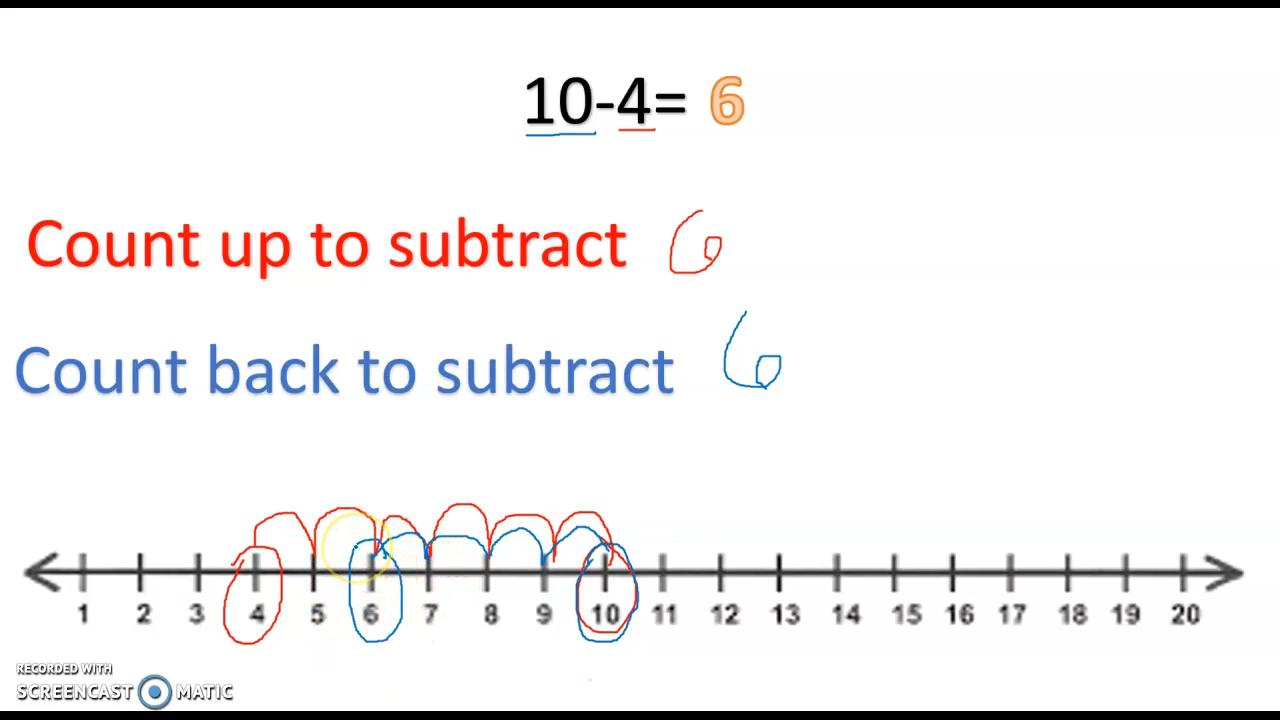 10-4= 6
Count up to subtract 6
Count back to subtract 6
1 2 3 4 5 6 7 8 9 10 11 12 13 14 15 16 17 18 19 20
RECORDED WITH
SCREENCAST MATIC